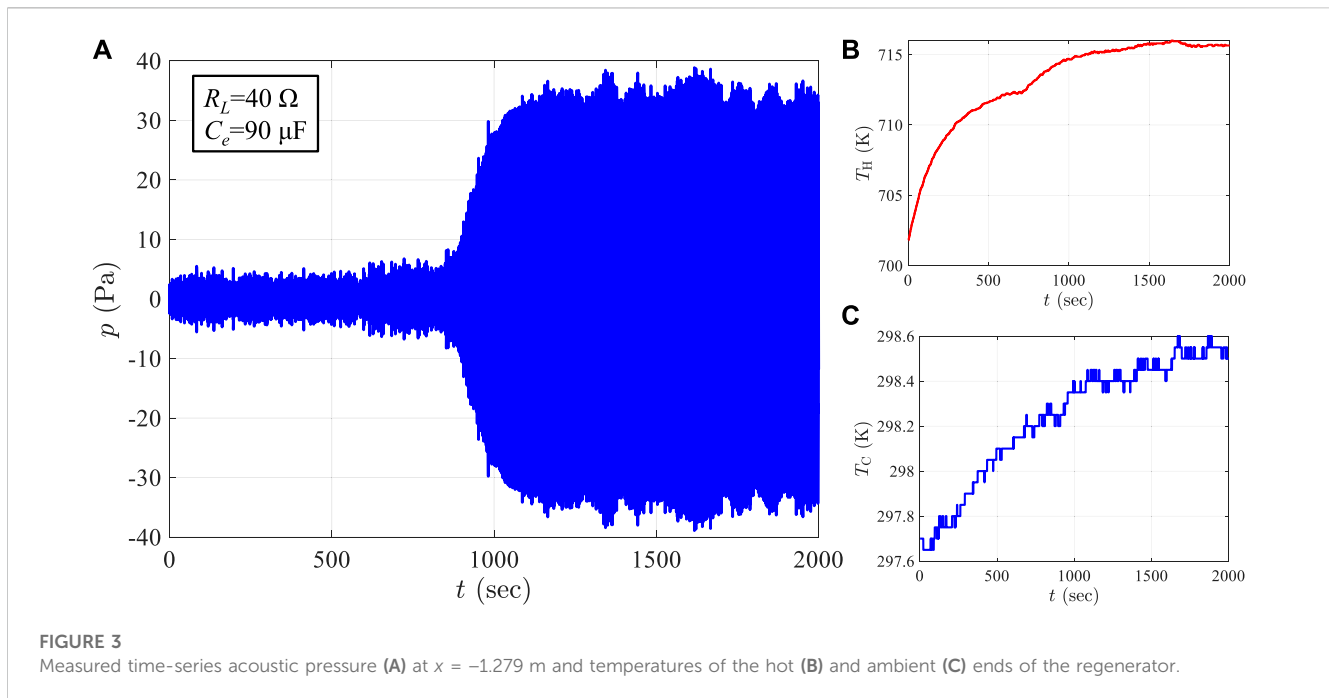 A
40
30
20
10
0
-10
-20
-30
-40
p (Pa)
R_L=40 Ω
C_e=90 μF
0 500 1000 1500 2000
t (sec)
B
715
710
705
700
T_H (K)
0 500 1000 1500 2000
t (sec)
C
298.6
298.4
298.2
298
297.8
297.6
T_C (K)
0 500 1000 1500 2000
t (sec)
FIGURE 3
Measured time-series acoustic pressure (A) at x = −1.279 m and temperatures of the hot (B) and ambient (C) ends of the regenerator.